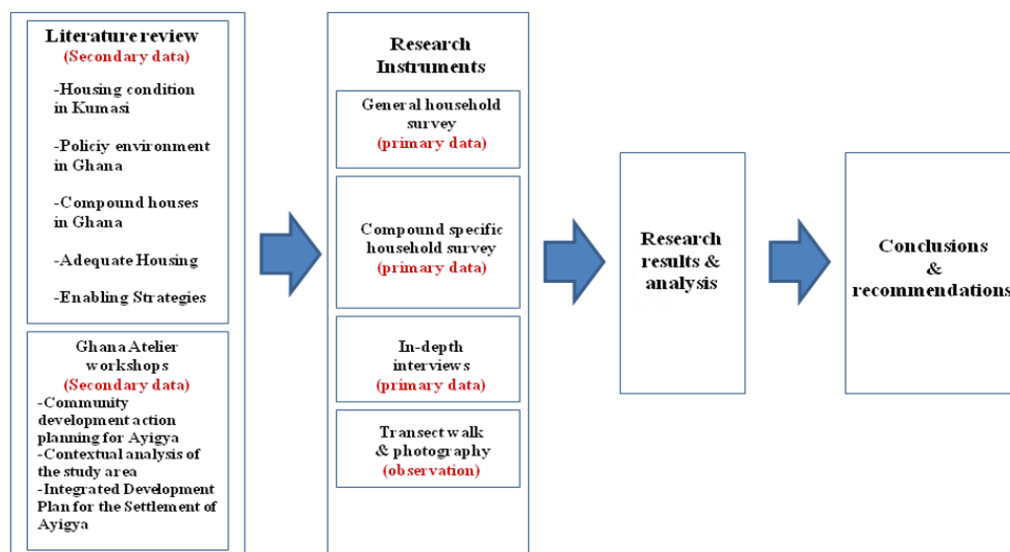 Literature review
(Secondary data)
-Housing condition
in Kumasi
-Policiy environment
in Ghana
-Compound houses
in Ghana
-Adequate Housing
-Enabling Strategies
Ghana Atelier
workshops
(Secondary data)
-Community
development action
planning for Ayigya
-Contextual analysis of
the study area
-Integrated Development
Plan for the Settlement of
Ayigya
Research
Instruments
General household
survey
(primary data)
Compound specific
household survey
(primary data)
In-depth
interviews
(primary data)
Transect walk
& photography
(observation)
Research
results &
analysis
Conclusions
&
recommendations